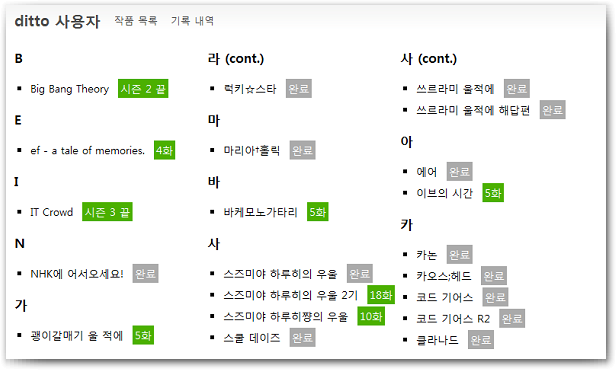 ditto 사용자 작품 목록 기록 내역
B
Big Bang Theory 시즌 2 끝
E
ef - a tale of memories. 4화
I
IT Crowd 시즌 3 끝
N
NHK에 어서오세요! 완료
가
괭이갈매기 울 적에 5화
라 (cont.)
럭키☆스타 완료
마
마리아†홀릭 완료
바
바케모노가타리 5화
사
스즈미야 하루히의 우울 완료
스즈미야 하루히의 우울 2기 18화
스즈미야 하루히쨩의 우울 10화
스쿨 데이즈 완료
사 (cont.)
쓰르라미 울적에 완료
쓰르라미 울적에 해답편 완료
아
에어 완료
이브의 시간 5화
카
카논 완료
카오스;헤드 완료
코드 기어스 완료
코드 기어스 R2 완료
클라나드 완료